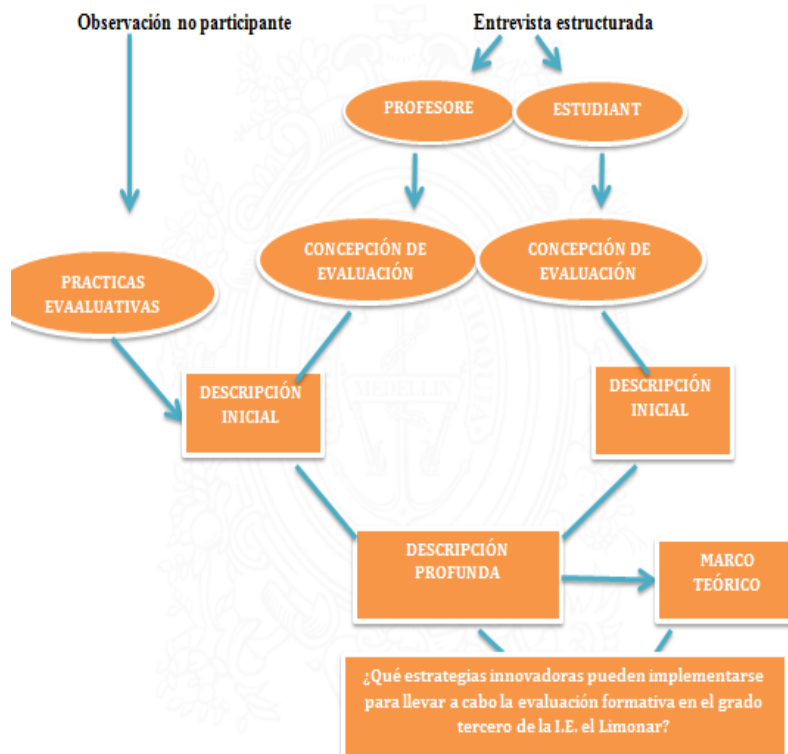 Observación no participante
Entrevista estructurada
PROFESORE
ESTUDIANT
CONCEPCIÓN DE
EVALUACIÓN
CONCEPCIÓN DE
EVALUACIÓN
PRACTICAS
EVAALUATIVAS
DESCRIPCIÓN
INICIAL
DESCRIPCIÓN
INICIAL
DESCRIPCIÓN
PROFUNDA
MARCO
TEÓRICO
¿Qué estrategias innovadoras pueden implementarse
para llevar a cabo la evaluación formativa en el grado
tercero de la I.E. el Limonar?
MEDELLIN